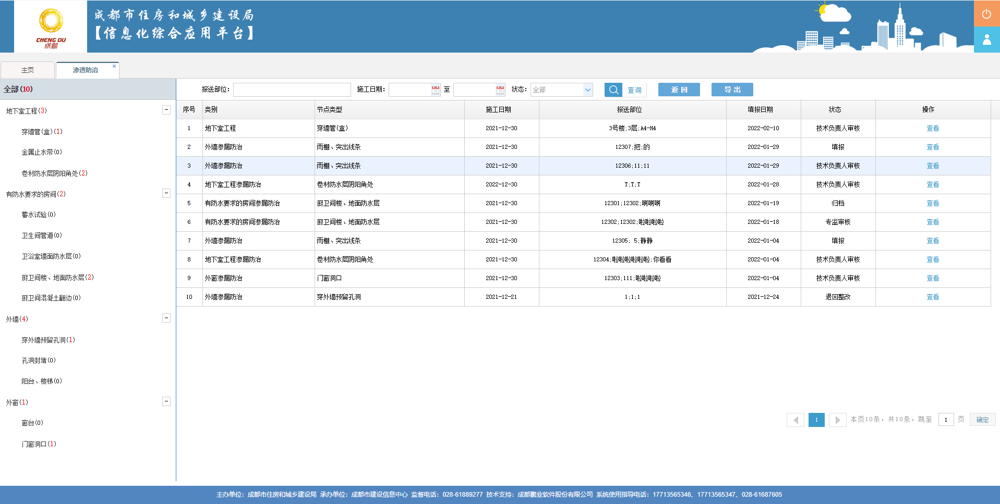 成都市住房和城乡建设局
【信息化综合应用平台】
CHENG DU
成都
主页 渗透防治 ×
全部(10)
报送部位: 施工日期: 至 状态: 全部 查询 返 回 导 出
地下室工程(3)
穿墙管(盒)(1)
金属止水带(0)
卷材防水层阴阳角处(2)
有防水要求的房间(2)
蓄水试验(0)
卫生间管道(0)
卫浴室墙面防水层(0)
厨卫间楼、地面防水层(2)
厨卫间混凝土翻边(0)
外墙(4)
穿外墙预留孔洞(1)
孔洞封堵(0)
阳台、楼梯(0)
外窗(1)
窗台(0)
门窗洞口(1)
序号 类别 节点类型 施工日期 报送部位 填报日期 状态 操作
1 地下室工程 穿墙管(盒) 2021-12-30 3号楼;3层;A4-H4 2022-02-10 技术负责人审核 查看
2 外墙渗漏防治 雨棚、突出线条 2021-12-30 12307;把;的 2022-01-29 填报 查看
3 外墙渗漏防治 雨棚、突出线条 2021-12-30 12306;11;11 2022-01-29 技术负责人审核 查看
4 地下室工程渗漏防治 卷材防水层阴阳角处 2022-12-30 T;T;T 2022-01-28 技术负责人审核 查看
5 有防水要求的房间渗漏防治 厨卫间楼、地面防水层 2021-12-30 12301;12302;啊啊啊 2022-01-19 归档 查看
6 有防水要求的房间渗漏防治 厨卫间楼、地面防水层 2021-12-30 12302;12302;啦啦啦啦 2022-01-18 专监审核 查看
7 外墙渗漏防治 雨棚、突出线条 2021-12-30 12305; 5;静静 2022-01-04 填报 查看
8 地下室工程渗漏防治 卷材防水层阴阳角处 2021-12-30 12304;啦啦啦啦啦啦;你看看 2022-01-04 技术负责人审核 查看
9 外窗渗漏防治 门窗洞口 2021-12-30 12303;111;啦啦啦啦 2022-01-04 技术负责人审核 查看
10 外墙渗漏防治 穿外墙预留孔洞 2021-12-21 1;1;1 2021-12-24 退回整改 查看
1 本页10条，共10条，跳至 1 页 确定
主办单位：成都市住房和城乡建设局 承办单位：成都市建设信息中心 监督电话：028-61889277 技术支持：成都鹏业软件股份有限公司 系统使用指导电话：17713565346、17713565347、028-61687605